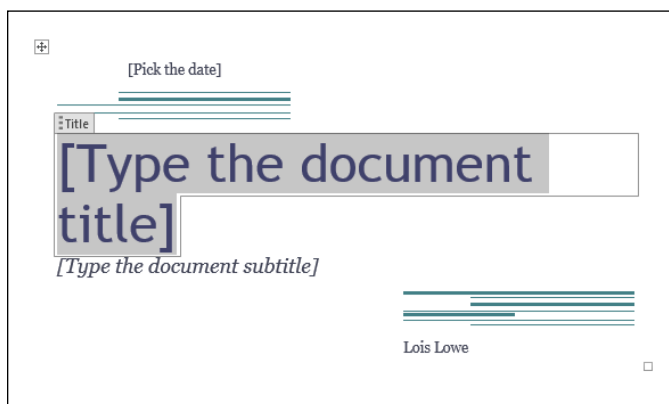 [Pick the date]
Title
[Type the document
title]
[Type the document subtitle]
Lois Lowe